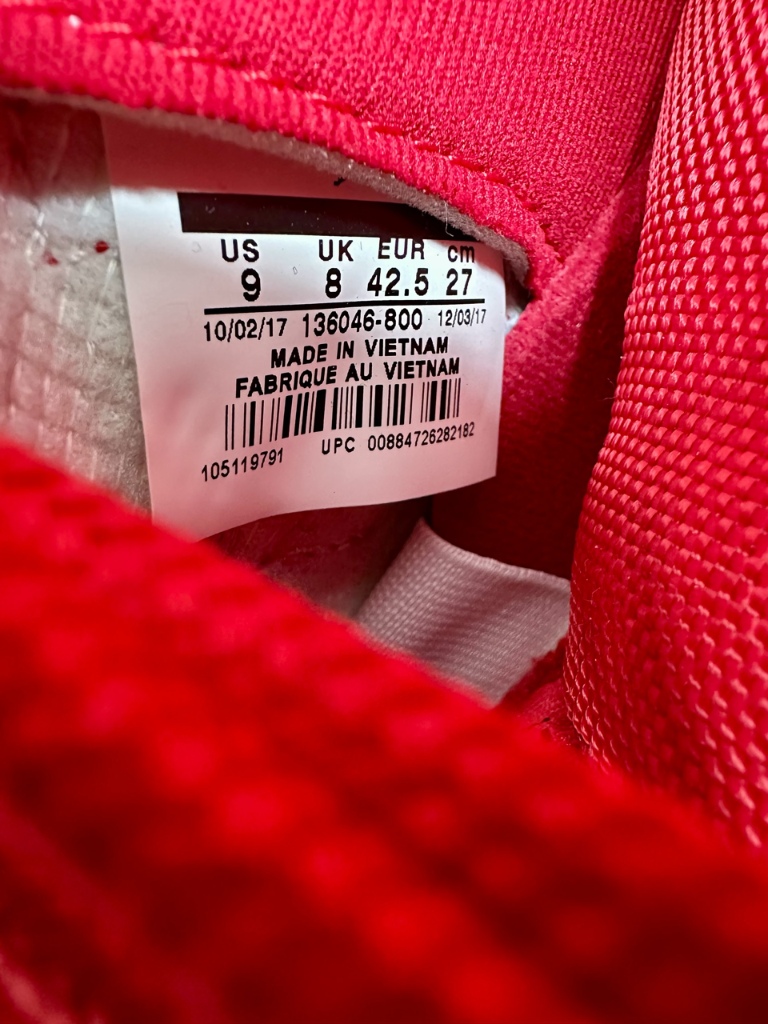 US UK EUR cm
9 8 42.5 27
10/02/17 136046-800 12/03/17
MADE IN VIETNAM
FABRIQUE AU VIETNAM
105119791 UPC 00884726282182